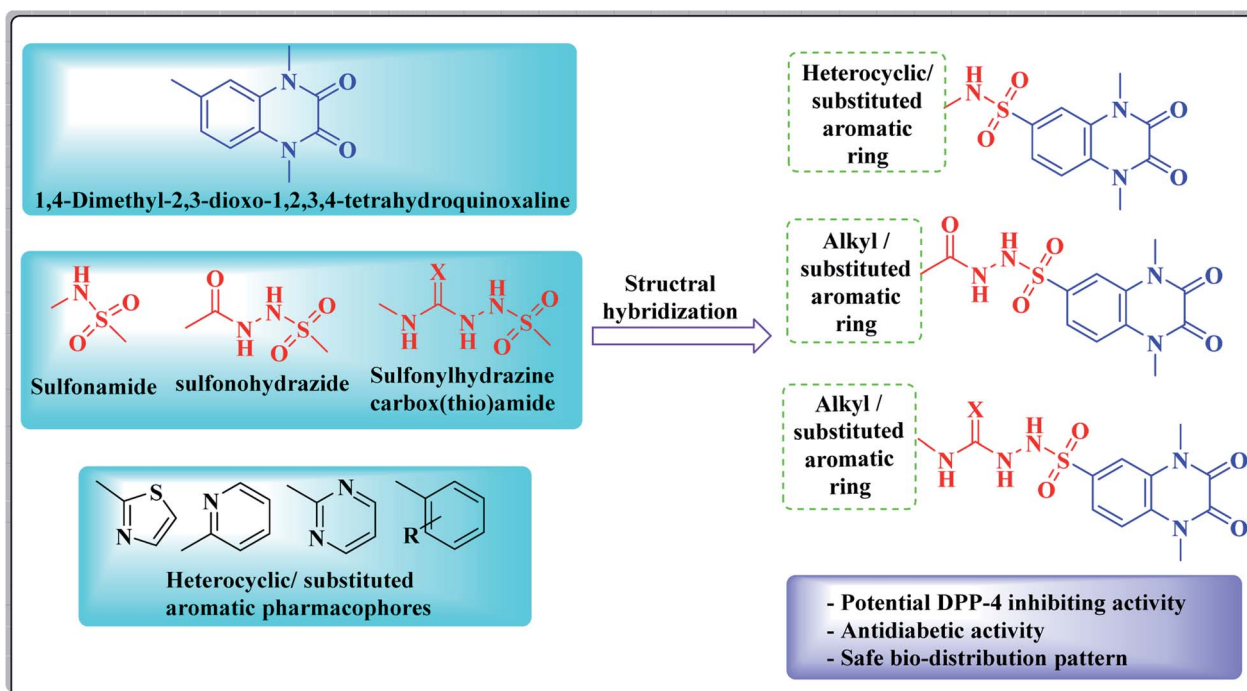 N
N
O
O
1,4-Dimethyl-2,3-dioxo-1,2,3,4-tetrahydroquinoxaline
H
N
S
O
O
Sulfonamide
O
N
H
H
N
S
O
O
sulfonohydrazide
X
N
H
N
H
H
N
S
O
O
Sulfonylhydrazine
carbox(thio)amide
S
N
N
N
N
R
Heterocyclic/ substituted
aromatic pharmacophores
Structral
hybridization
Heterocyclic/
substituted
aromatic
ring
H
N
S
O
O
N
N
O
O
Alkyl /
substituted
aromatic
ring
O
N
H
H
N
S
O
O
N
N
O
O
Alkyl /
substituted
aromatic
ring
X
N
H
N
H
H
N
S
O
O
N
N
O
O
- Potential DPP-4 inhibiting activity
- Antidiabetic activity
- Safe bio-distribution pattern